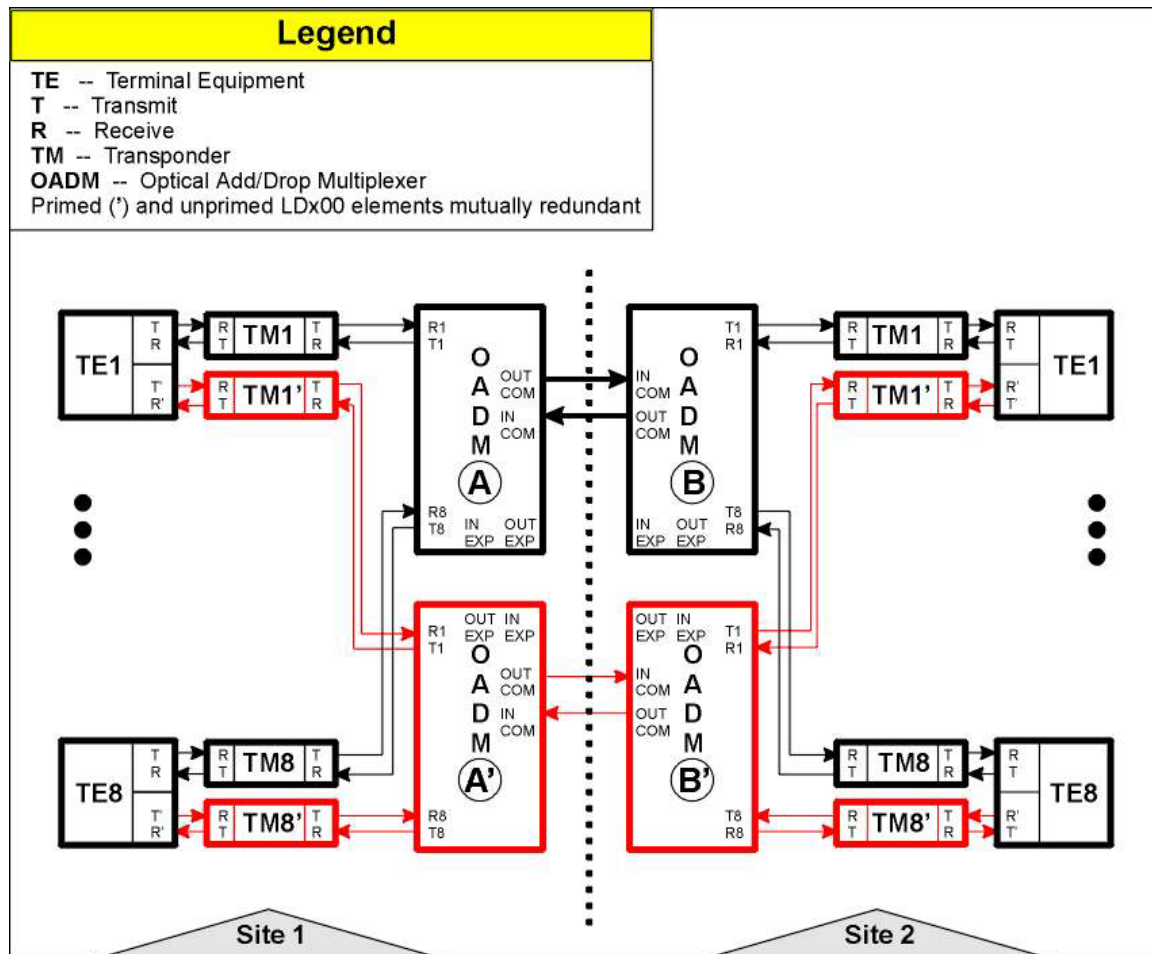 Legend
TE -- Terminal Equipment
T -- Transmit
R -- Receive
TM -- Transponder
OADM -- Optical Add/Drop Multiplexer
Primed (') and unprimed LDx00 elements mutually redundant
TE1
T
R
T'
R'
R
T
TM1
T
R
R
T
TM1'
T
R
R1
T1
OADM
A
OUT
COM
IN
COM
R8
T8
IN
EXP
OUT
EXP
IN
COM
OUT
COM
OADM
B
T1
R1
T8
R8
IN
EXP
OUT
EXP
R
T
TM1
T
R
R
T
TM1'
T
R
R
T
R'
T'
TE1
R1
T1
OUT
EXP
IN
EXP
OADM
A'
OUT
COM
IN
COM
R8
T8
OUT
EXP
IN
EXP
T1
R1
IN
COM
OUT
COM
OADM
B'
T8
R8
TE8
T
R
T'
R'
R
T
TM8
T
R
R
T
TM8'
T
R
R
T
TM8
T
R
R
T
TM8'
T
R
R
T
R'
T'
TE8
Site 1
Site 2